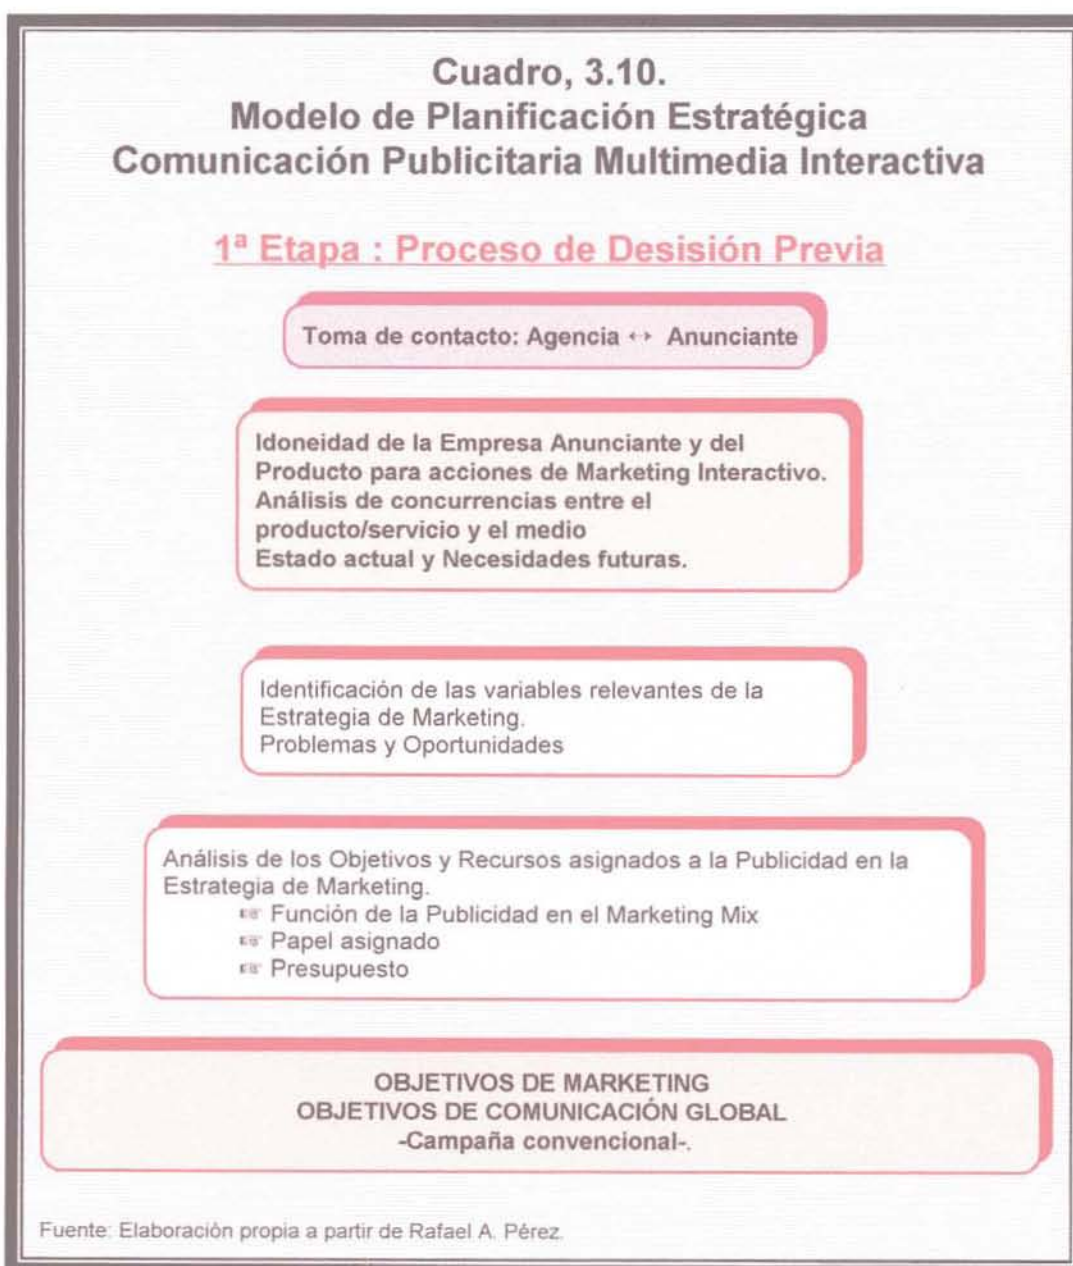 Cuadro, 3.10.
Modelo de Planificación Estratégica
Comunicación Publicitaria Multimedia Interactiva
1ª Etapa : Proceso de Desisión Previa
Toma de contacto: Agencia ↔ Anunciante
Idoneidad de la Empresa Anunciante y del
Producto para acciones de Marketing Interactivo.
Análisis de concurrencias entre el
producto/servicio y el medio
Estado actual y Necesidades futuras.
Identificación de las variables relevantes de la
Estrategia de Marketing.
Problemas y Oportunidades
Análisis de los Objetivos y Recursos asignados a la Publicidad en la
Estrategia de Marketing.
☞ Función de la Publicidad en el Marketing Mix
☞ Papel asignado
☞ Presupuesto
OBJETIVOS DE MARKETING
OBJETIVOS DE COMUNICACIÓN GLOBAL
-Campaña convencional-.
Fuente: Elaboración propia a partir de Rafael A. Pérez.